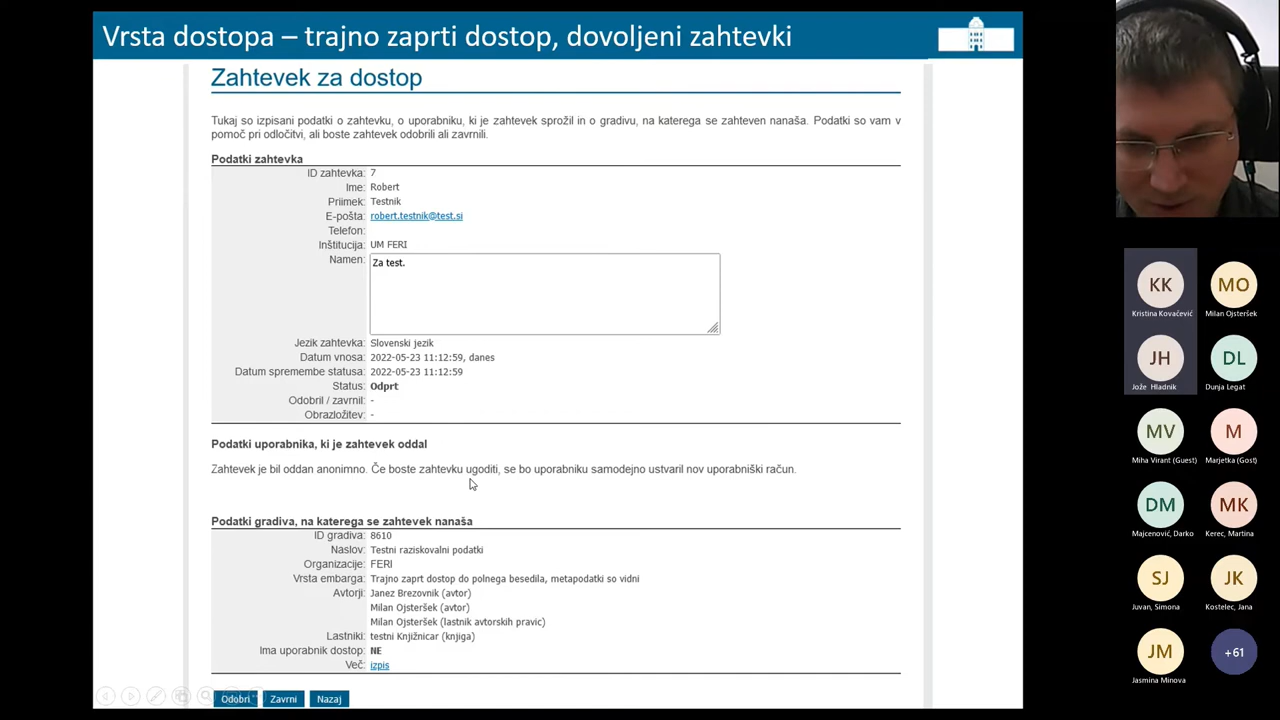 Vrsta dostopa – trajno zaprti dostop, dovoljeni zahtevki
Zahtevek za dostop
Tukaj so izpisani podatki o zahtevku, o uporabniku, ki je zahtevek sprožil in o gradivu, na katerega se zahteven nanaša. Podatki so vam v
pomoč pri odločitvi, ali boste zahtevek odobrili ali zavrnili.
Podatki zahtevka
ID zahtevka: 7
Ime: Robert
Priimek: Testnik
E-pošta: robert.testnik@test.si
Telefon:
Inštitucija: UM FERI
Namen: Za test.
Jezik zahtevka: Slovenski jezik
Datum vnosa: 2022-05-23 11:12:59, danes
Datum spremembe statusa: 2022-05-23 11:12:59
Status: Odprt
Odobril / zavrnil: -
Obrazložitev: -
Podatki uporabnika, ki je zahtevek oddal
Zahtevek je bil oddan anonimno. Če boste zahtevku ugoditi, se bo uporabniku samodejno ustvaril nov uporabniški račun.
Podatki gradiva, na katerega se zahtevek nanaša
ID gradiva: 8610
Naslov: Testni raziskovalni podatki
Organizacije: FERI
Vrsta embarga: Trajno zaprt dostop do polnega besedila, metapodatki so vidni
Avtorji: Janez Brezovnik (avtor)
Milan Ojsteršek (avtor)
Milan Ojsteršek (lastnik avtorskih pravic)
Lastniki: testni Knjižničar (knjiga)
Ima uporabnik dostop: NE
Več: izpis
Odobri Zavrni Nazaj
KK MO
Kristina Kovačević Milan Ojsteršek
JH DL
Jože Hladnik Dunja Legat
MV M
Miha Virant (Guest) Marjetka (Gost)
DM MK
Majcenović, Darko Kerec, Martina
SJ JK
Juvan, Simona Kostelec, Jana
JM +61
Jasmina Minova